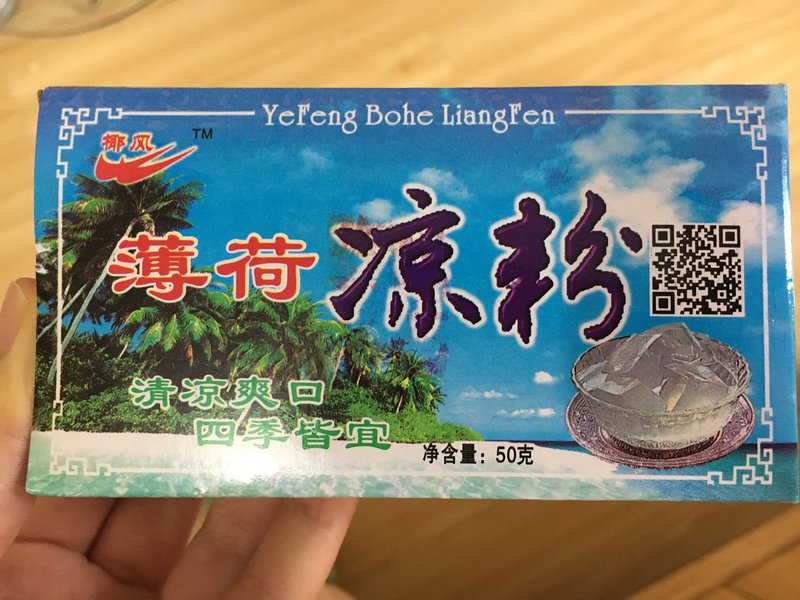 YeFeng Bohe LiangFen
椰风 TM
薄荷 凉粉
清凉爽口
四季皆宜
净含量：50克